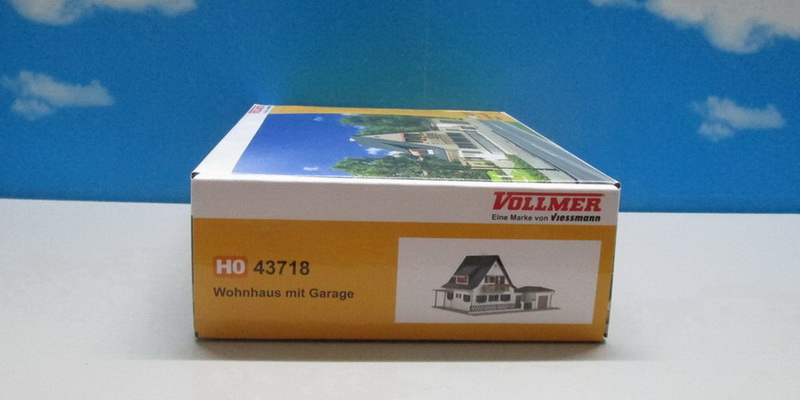 VOLLMER
Eine Marke von Viessmann
H0 43718
Wohnhaus mit Garage